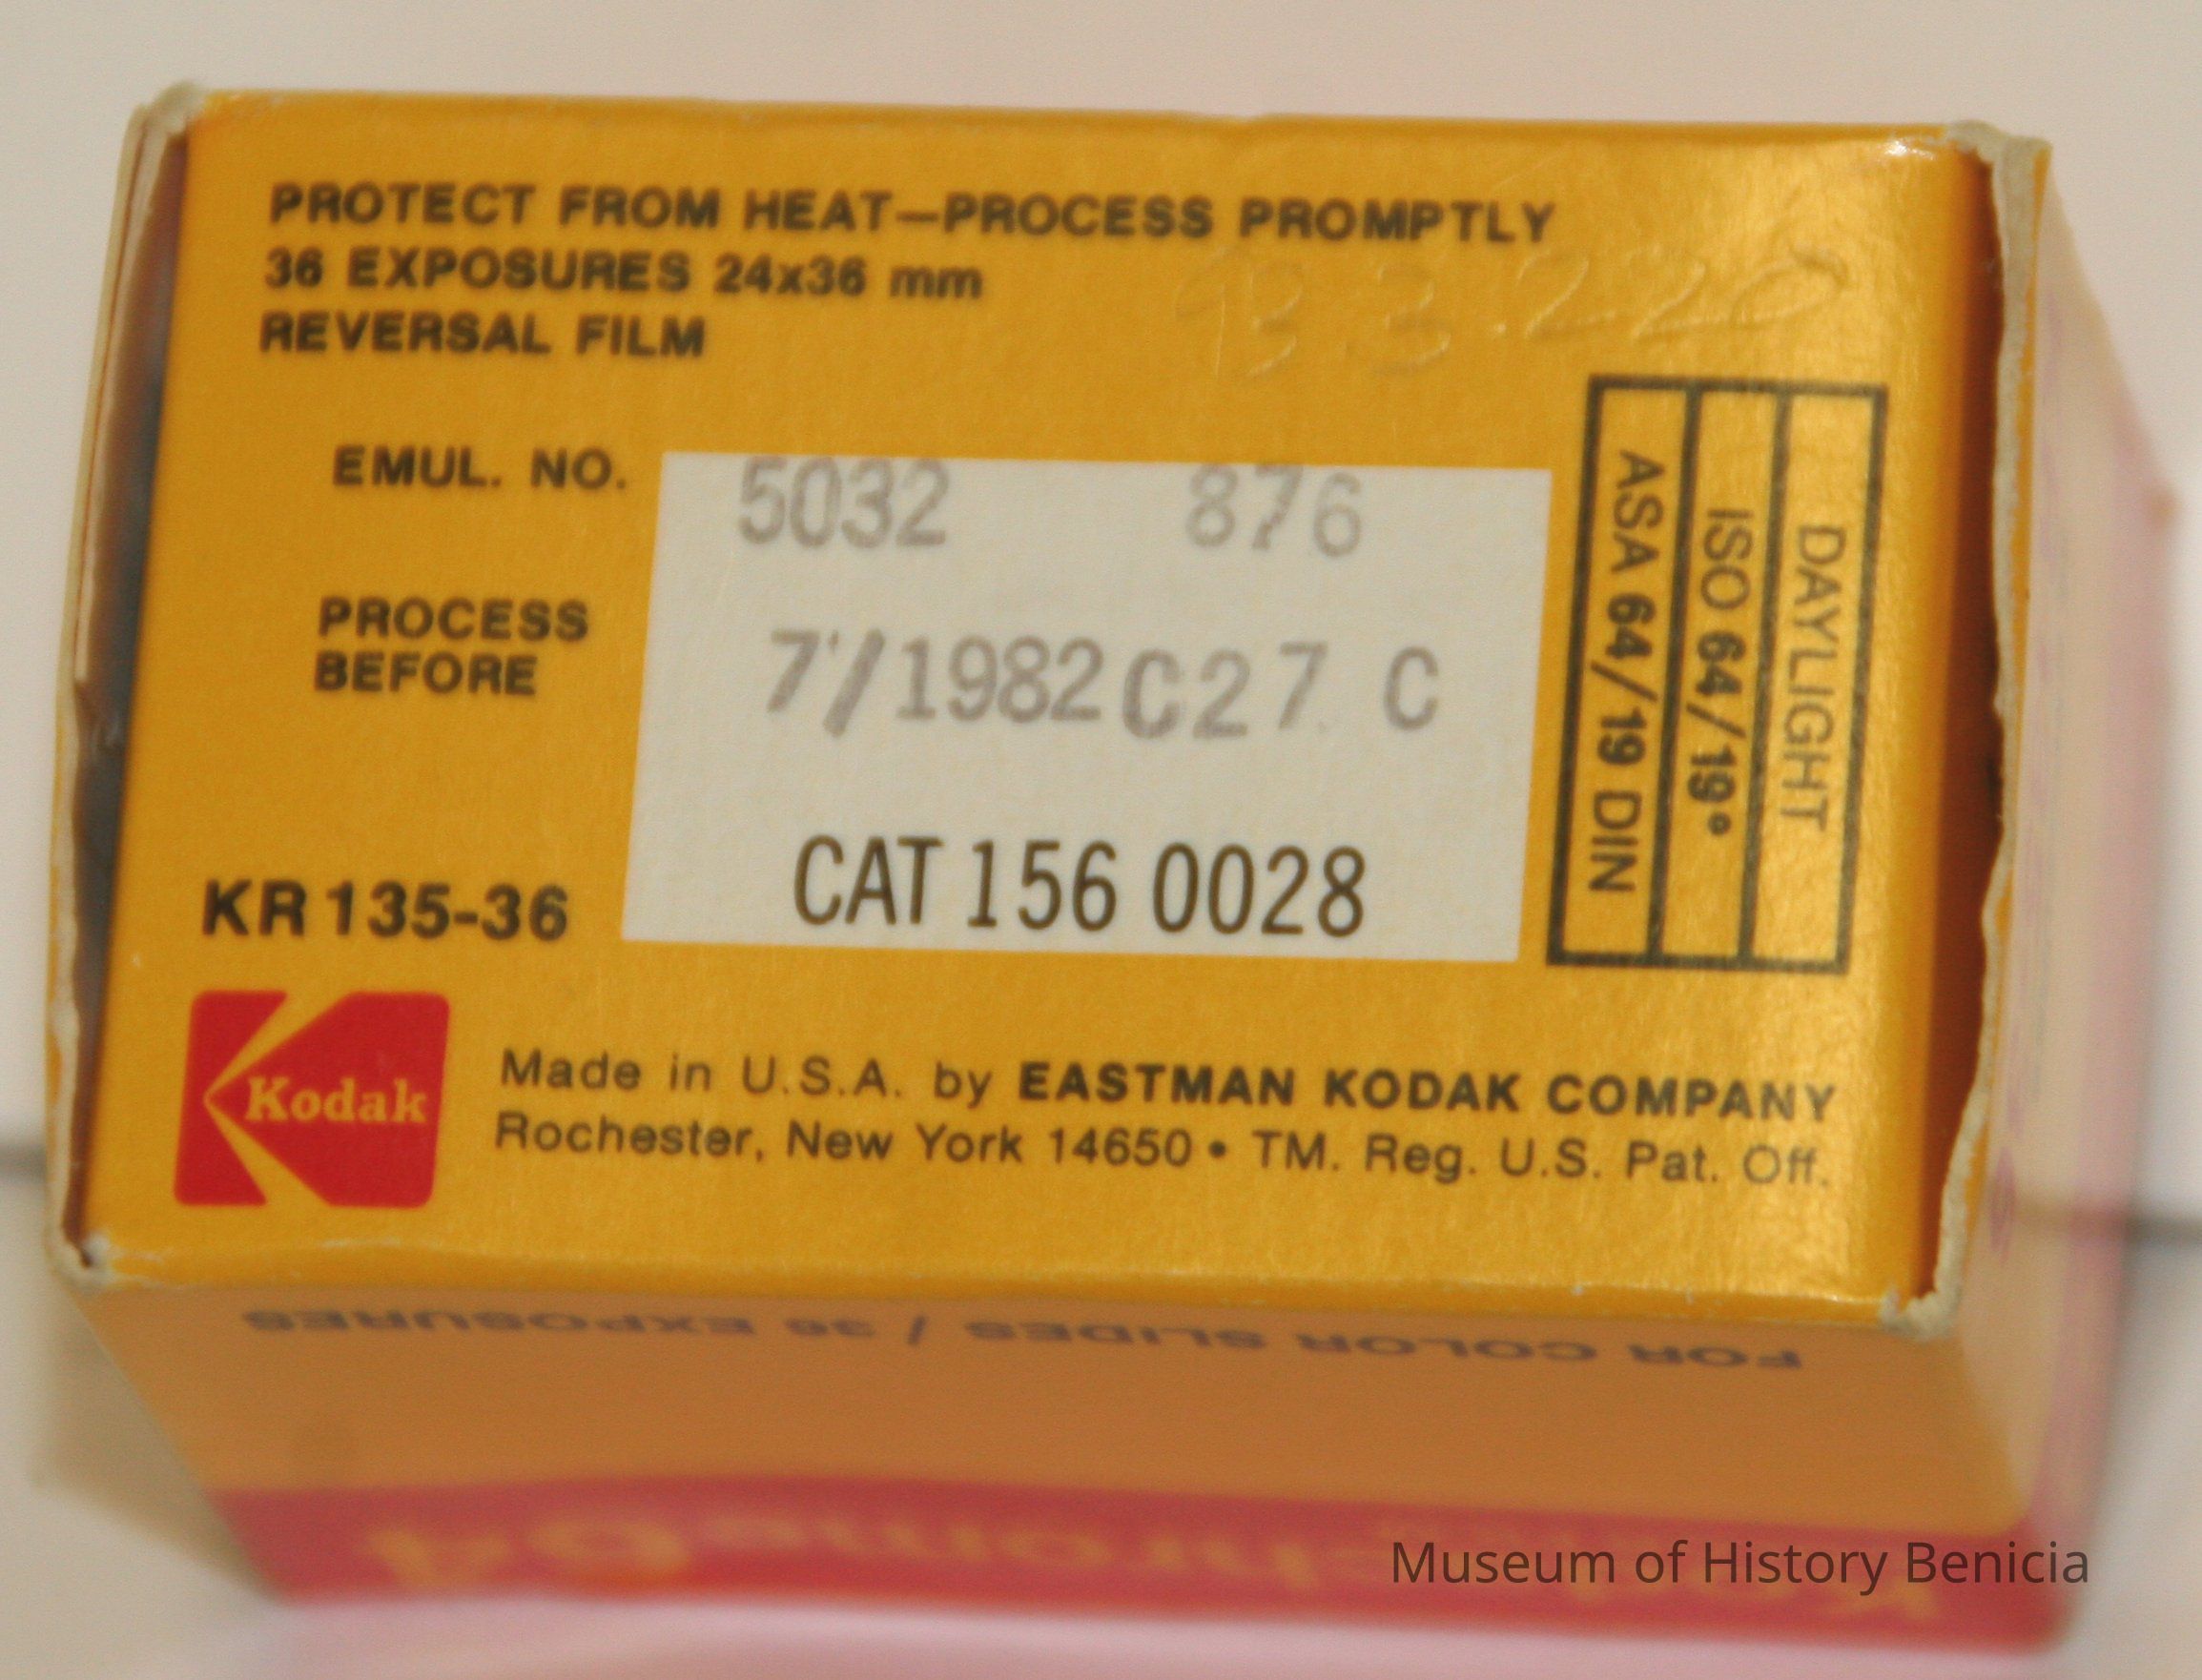 PROTECT FROM HEAT—PROCESS PROMPTLY
36 EXPOSURES 24x36 mm
REVERSAL FILM
EMUL. NO. 5032 876
PROCESS
BEFORE
7/1982 C27 C
KR 135-36
CAT 156 0028
DAYLIGHT
ISO 64/19°
ASA 64/19 DIN
Kodak
Made in U.S.A. by EASTMAN KODAK COMPANY
Rochester, New York 14650 • TM. Reg. U.S. Pat. Off.
FOR COLOR SLIDES / 36 EXPOSURES
Museum of History Benicia